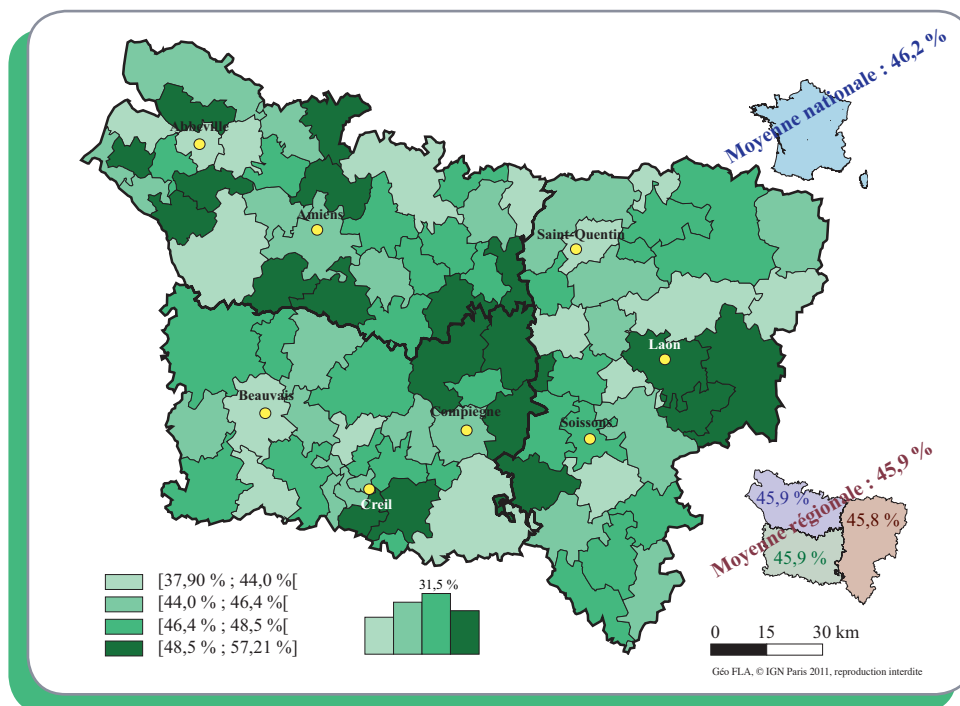 Moyenne nationale : 46,2 %
Abbeville
Amiens
Saint-Quentin
Laon
Beauvais
Compiègne
Soissons
Creil
Moyenne régionale : 45,9 %
45,9 %
45,8 %
45,9 %
[37,90 % ; 44,0 %[
[44,0 % ; 46,4 %[
[46,4 % ; 48,5 %[
[48,5 % ; 57,21 %]
31,5 %
0 15 30 km
Géo FLA, © IGN Paris 2011, reproduction interdite